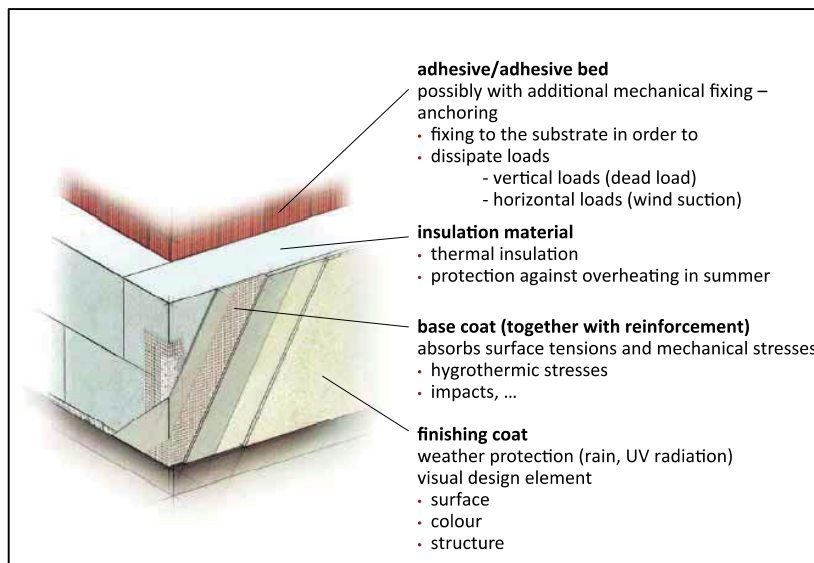 adhesive/adhesive bed
possibly with additional mechanical fixing –
anchoring
• fixing to the substrate in order to
• dissipate loads
- vertical loads (dead load)
- horizontal loads (wind suction)
insulation material
• thermal insulation
• protection against overheating in summer
base coat (together with reinforcement)
absorbs surface tensions and mechanical stresses
• hygrothermic stresses
• impacts, ...
finishing coat
weather protection (rain, UV radiation)
visual design element
• surface
• colour
• structure